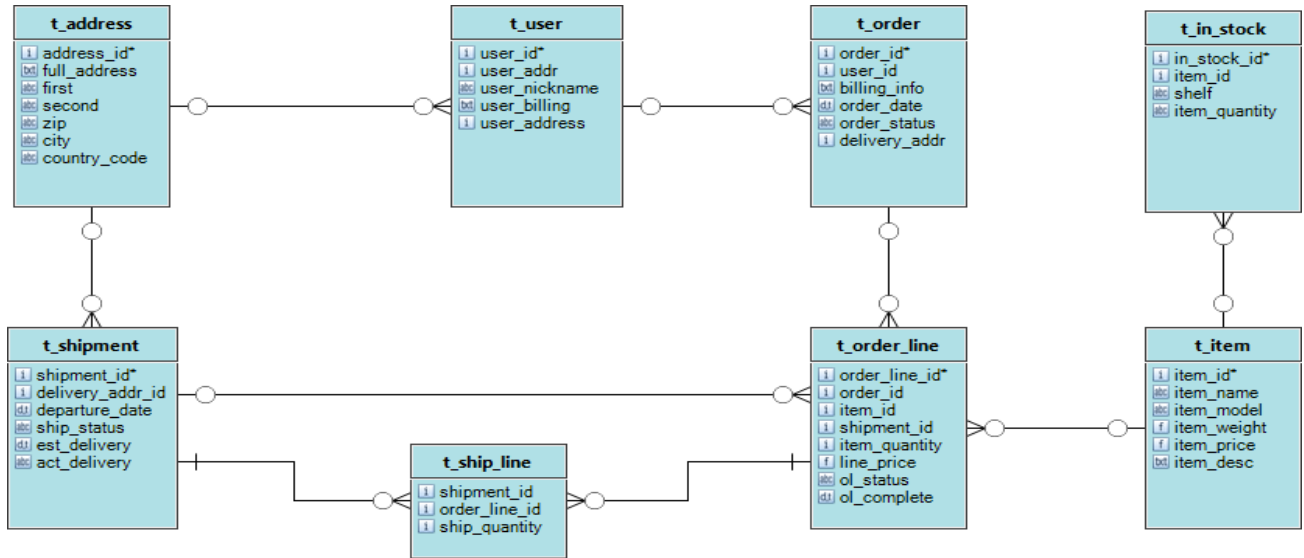 t_address
address_id*
full_address
first
second
zip
city
country_code
t_user
user_id*
user_addr
user_nickname
user_billing
user_address
t_order
order_id*
user_id
billing_info
order_date
order_status
delivery_addr
t_in_stock
in_stock_id*
item_id
shelf
item_quantity
t_shipment
shipment_id*
delivery_addr_id
departure_date
ship_status
est_delivery
act_delivery
t_ship_line
shipment_id
order_line_id
ship_quantity
t_order_line
order_line_id*
order_id
item_id
shipment_id
item_quantity
line_price
ol_status
ol_complete
t_item
item_id*
item_name
item_model
item_weight
item_price
item_desc